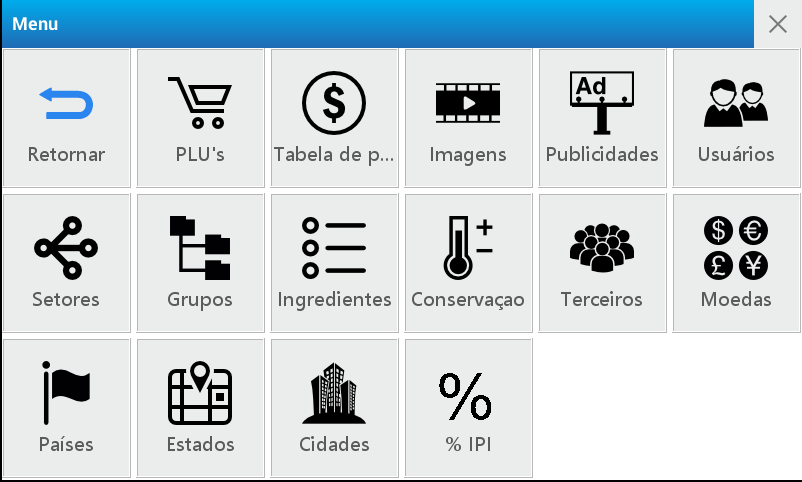 Menu
Retornar
PLU's
Tabela de p...
Ad
Imagens
Publicidades
Usuários
Setores
Grupos
Ingredientes
Conservaçao
Terceiros
$ €
£ ¥
Moedas
Países
Estados
Cidades
%
% IPI